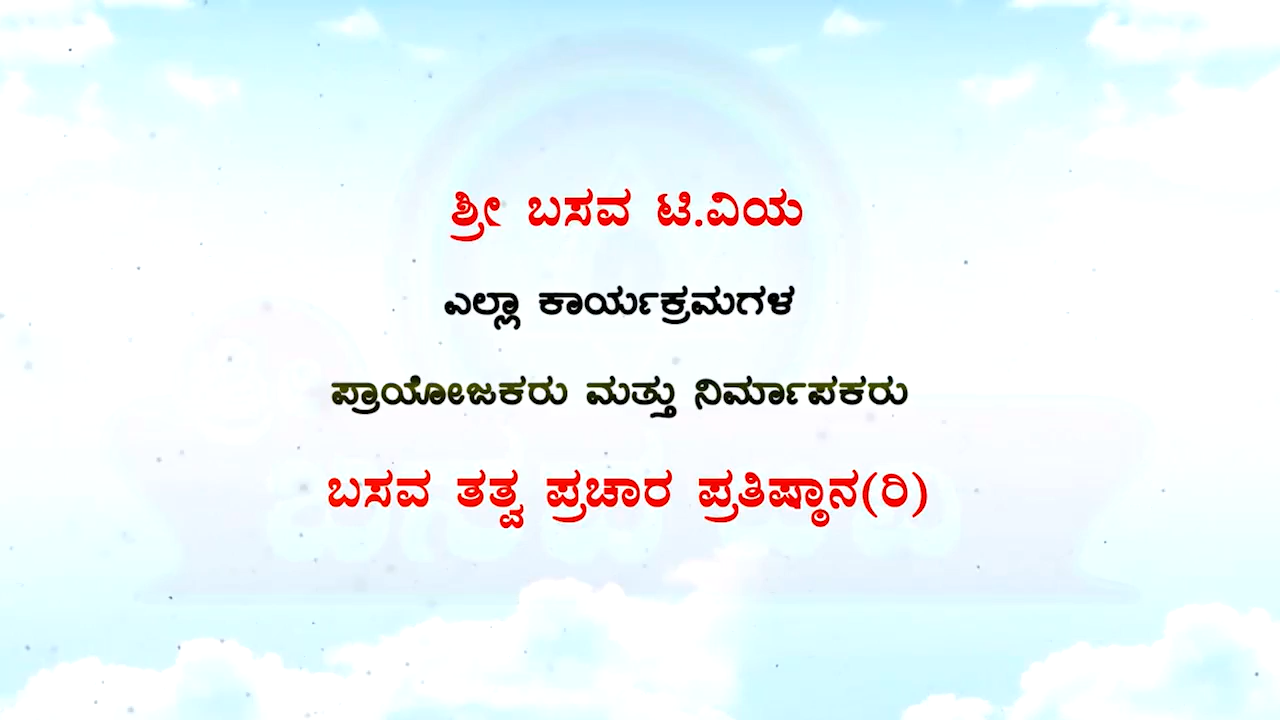 ಶ್ರೀ ಬಸವ ಟಿ.ವಿಯ
ಎಲ್ಲಾ ಕಾರ್ಯಕ್ರಮಗಳ
ಪ್ರಾಯೋಜಕರು ಮತ್ತು ನಿರ್ಮಾಪಕರು
ಬಸವ ತತ್ವ ಪ್ರಚಾರ ಪ್ರತಿಷ್ಠಾನ(ರಿ)